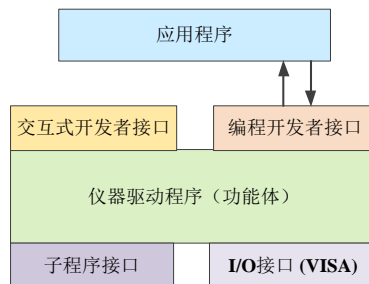 应用程序
交互式开发者接口
编程开发者接口
仪器驱动程序（功能体）
子程序接口
I/O接口 (VISA)